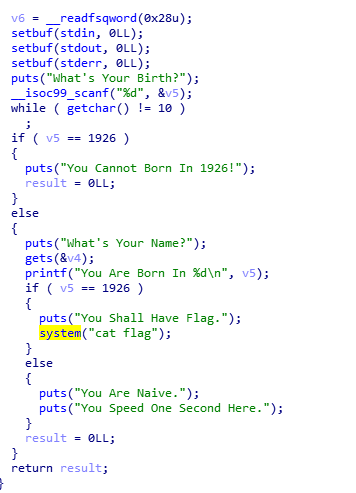 v6 = __readfsqword(0x28u);
setbuf(stdin, 0LL);
setbuf(stdout, 0LL);
setbuf(stderr, 0LL);
puts("What's Your Birth?");
__isoc99_scanf("%d", &v5);
while ( getchar() != 10 )
;
if ( v5 == 1926 )
{
puts("You Cannot Born In 1926!");
result = 0LL;
}
else
{
puts("What's Your Name?");
gets(&v4);
printf("You Are Born In %d\n", v5);
if ( v5 == 1926 )
{
puts("You Shall Have Flag.");
system("cat flag");
}
else
{
puts("You Are Naive.");
puts("You Speed One Second Here.");
}
result = 0LL;
}
return result;
}